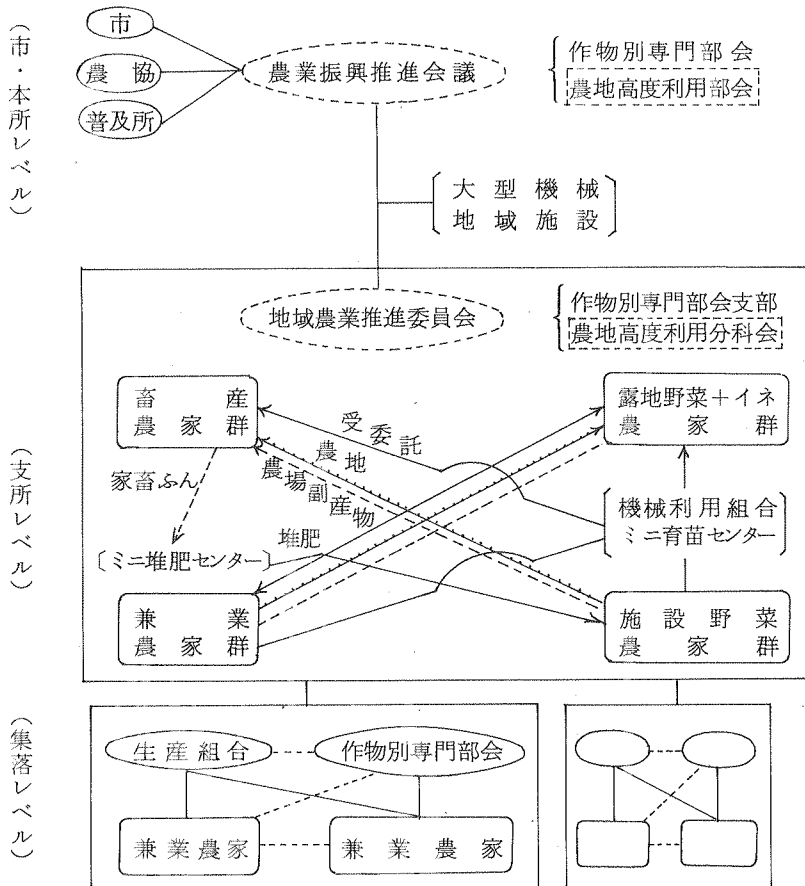 (市・本所レベル)
市
農協
普及所
農業振興推進会議
作物別専門部会
農地高度利用部会
大型機械
地域施設
(支所レベル)
地域農業推進委員会
作物別専門部会支部
農地高度利用分科会
畜産
農家群
露地野菜+イネ
農家群
受委託
農地
農場副産物
家畜ふん
〔ミニ堆肥センター〕
堆肥
機械利用組合
ミニ育苗センター
兼業
農家群
施設野菜
農家群
(集落レベル)
生産組合
作物別専門部会
兼業農家
兼業農家